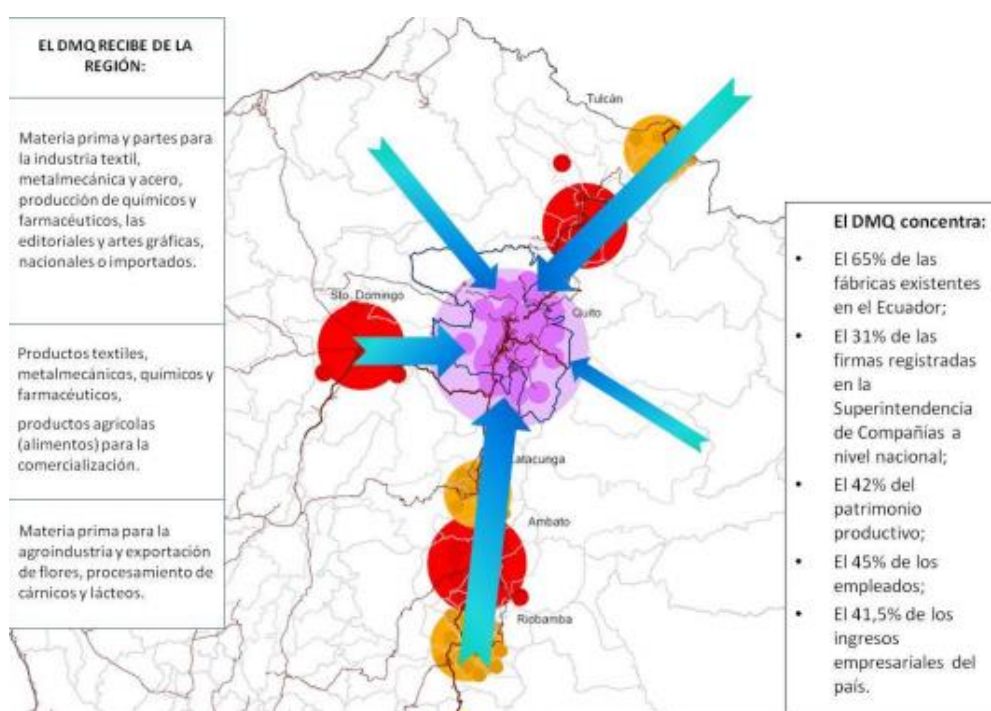 EL DMQ RECIBE DE LA
REGIÓN:
Materia prima y partes para
la industria textil,
metalmecánica y acero,
producción de químicos y
farmacéuticos, las
editoriales y artes gráficas,
nacionales o importados.
Productos textiles,
metalmecánicos, químicos y
farmacéuticos,
productos agrícolas
(alimentos) para la
comercialización.
Materia prima para la
agroindustria y exportación
de flores, procesamiento de
cárnicos y lácteos.
Tulcán
Sto. Domingo
Quito
Latacunga
Ambato
Riobamba
El DMQ concentra:
• El 65% de las
fábricas existentes
en el Ecuador;
• El 31% de las
firmas registradas
en la
Superintendencia
de Compañías a
nivel nacional;
• El 42% del
patrimonio
productivo;
• El 45% de los
empleados;
• El 41,5% de los
ingresos
empresariales del
país.